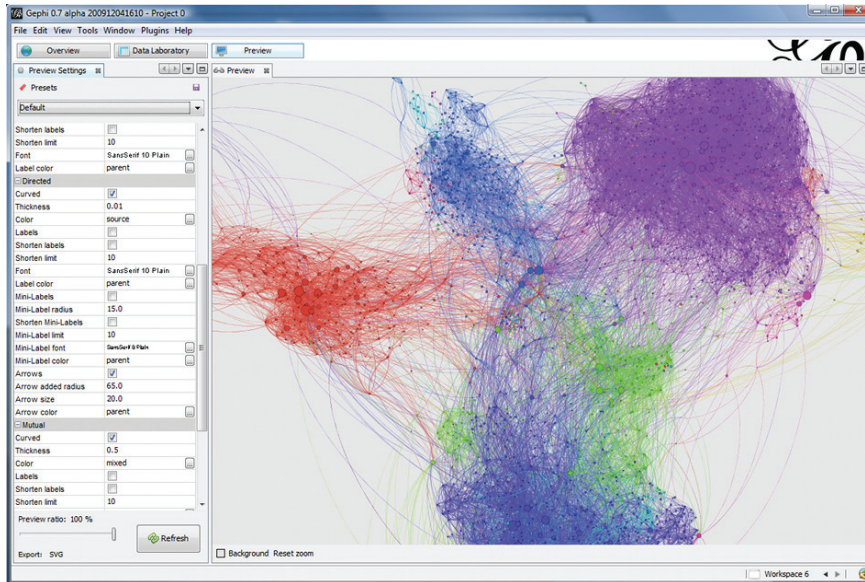 Gephi 0.7 alpha 200912041610 - Project 0
File Edit View Tools Window Plugins Help
Overview Data Laboratory Preview
Preview Settings
Preview
Presets
Default
Shorten labels
Shorten limit 10
Font SansSerif 10 Plain ...
Label color parent ...
Directed
Curved
Thickness 0.01
Color source ...
Labels
Shorten labels
Shorten limit 10
Font SansSerif 10 Plain ...
Label color parent ...
Mini-Labels
Mini-Label radius 15.0
Shorten Mini-Labels
Mini-Label limit 10
Mini-Label font SansSerif 8 Plain ...
Mini-Label color parent ...
Arrows
Arrow added radius 65.0
Arrow size 20.0
Arrow color parent ...
Mutual
Curved
Thickness 0.5
Color mixed ...
Labels
Shorten labels
Shorten limit 10
Preview ratio: 100 %
Refresh
Export: SVG
Background Reset zoom
Workspace 6